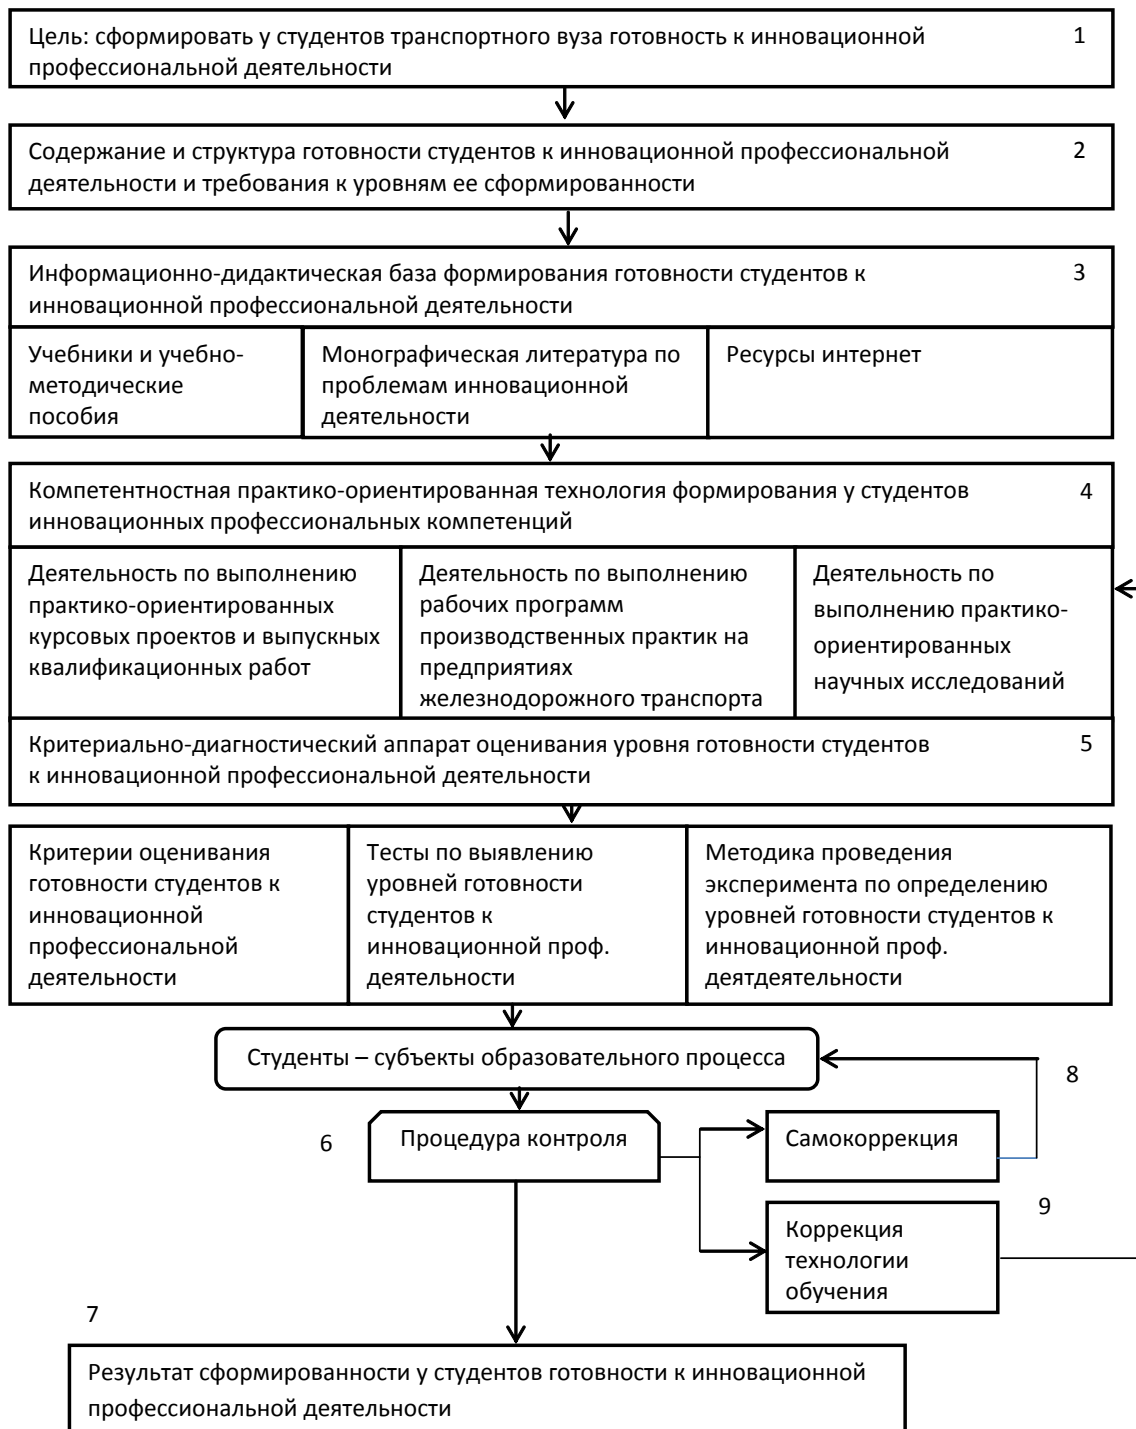 Цель: сформировать у студентов транспортного вуза готовность к инновационной 1
профессиональной деятельности
Содержание и структура готовности студентов к инновационной профессиональной 2
деятельности и требования к уровням ее сформированности
Информационно-дидактическая база формирования готовности студентов к 3
инновационной профессиональной деятельности
Учебники и учебно-
методические
пособия
Монографическая литература по
проблемам инновационной
деятельности
Ресурсы интернет
Компетентностная практико-ориентированная технология формирования у студентов 4
инновационных профессиональных компетенций
Деятельность по выполнению
практико-ориентированных
курсовых проектов и выпускных
квалификационных работ
Деятельность по выполнению
рабочих программ
производственных практик на
предприятиях
железнодорожного транспорта
Деятельность по
выполнению практико-
ориентированных
научных исследований
Критериально-диагностический аппарат оценивания уровня готовности студентов 5
к инновационной профессиональной деятельности
Критерии оценивания
готовности студентов к
инновационной
профессиональной
деятельности
Тесты по выявлению
уровней готовности
студентов к
инновационной проф.
деятельности
Методика проведения
эксперимента по определению
уровней готовности студентов к
инновационной проф.
деятдеятельности
Студенты – субъекты образовательного процесса
8
6
Процедура контроля
Самокоррекция
9
Коррекция
технологии
обучения
7
Результат сформированности у студентов готовности к инновационной
профессиональной деятельности